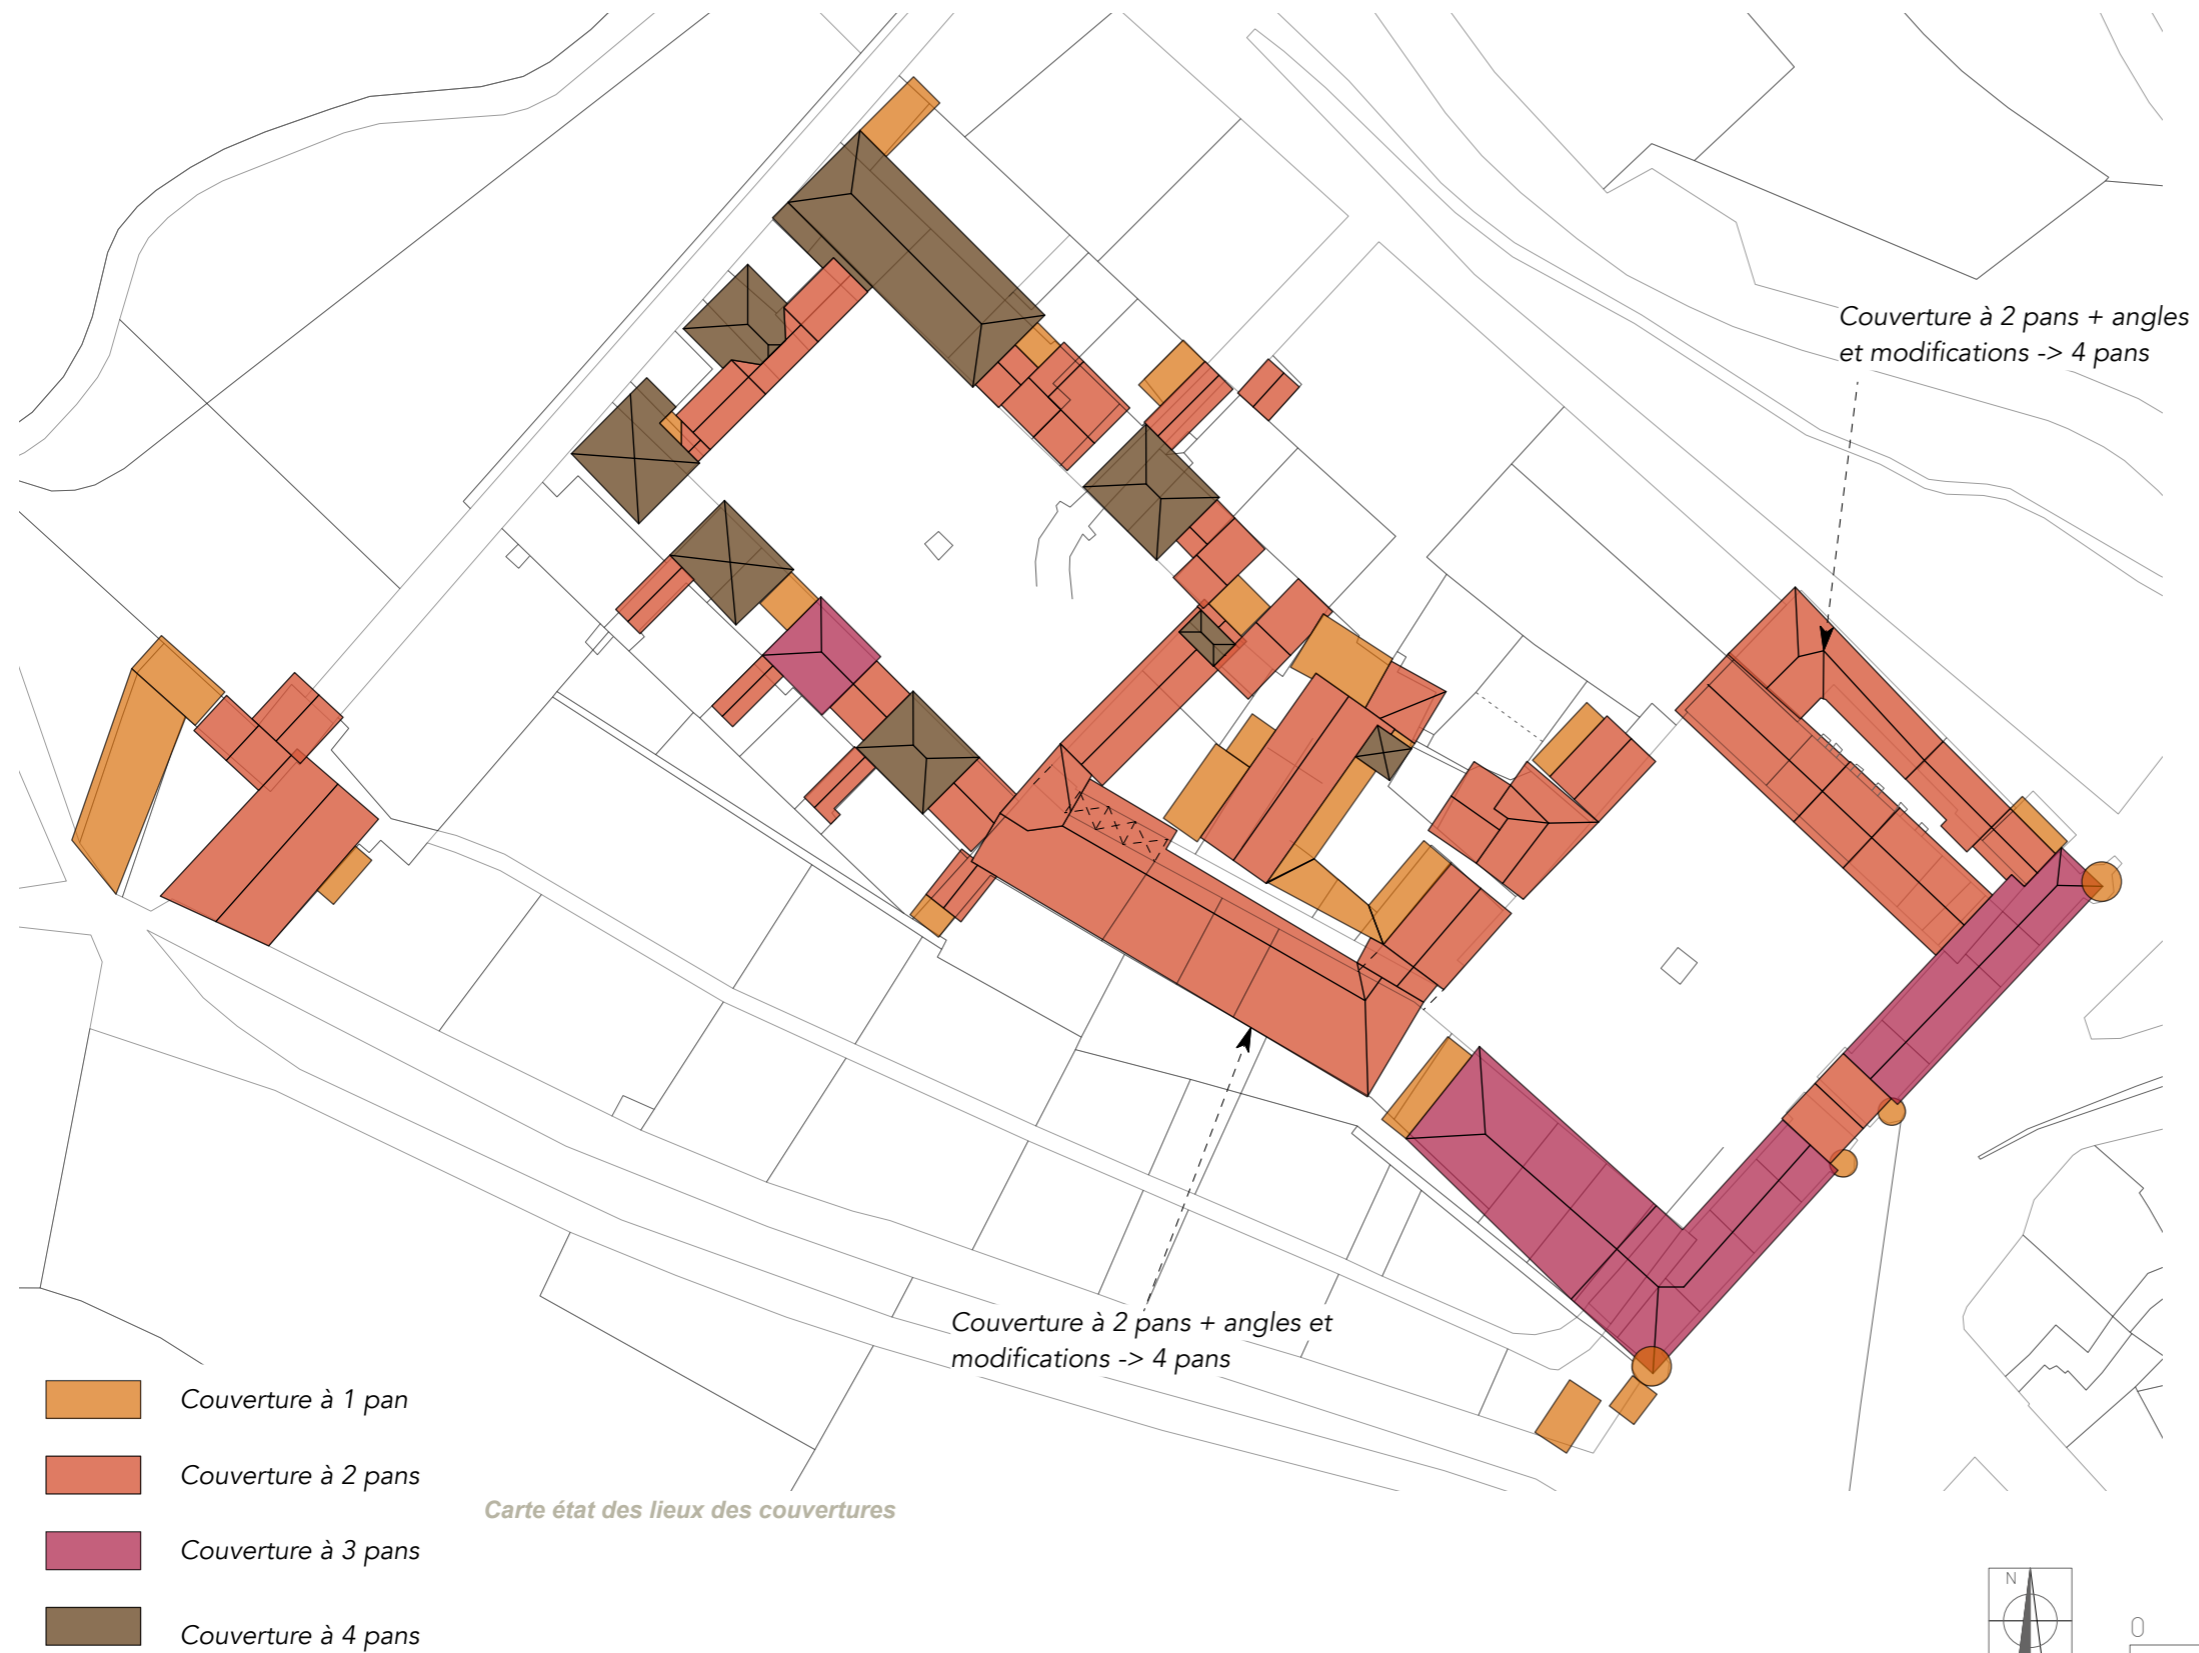 Couverture à 2 pans + angles
et modifications -> 4 pans
Couverture à 2 pans + angles et
modifications -> 4 pans
Couverture à 1 pan
Couverture à 2 pans
Carte état des lieux des couvertures
Couverture à 3 pans
Couverture à 4 pans
N
0